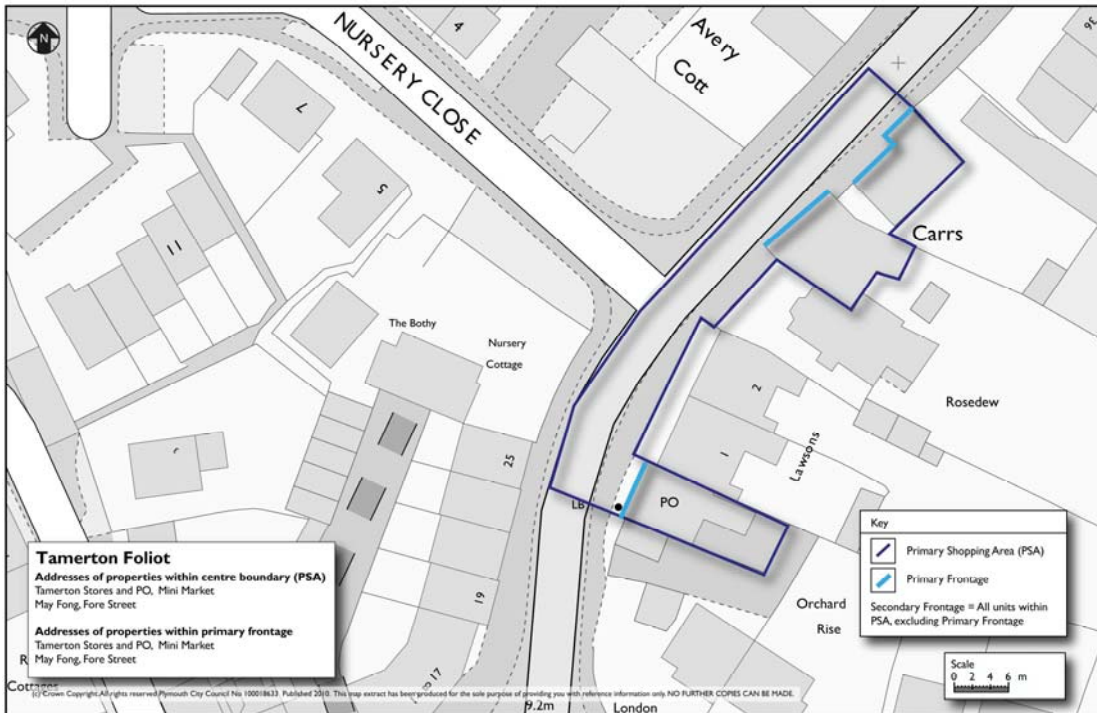 N
4
NURSERY CLOSE
Avery
Cott
36
7
5
11
Carrs
The Bothy
Nursery
Cottage
2
Rosedew
25
1
Lawsons
LB
PO
19
Orchard
Rise
Key
Primary Shopping Area (PSA)
Primary Frontage
Secondary Frontage = All units within
PSA, excluding Primary Frontage
Scale
0 2 4 6 m
Tamerton Foliot
Addresses of properties within centre boundary (PSA)
Tamerton Stores and PO, Mini Market
May Fong, Fore Street
Addresses of properties within primary frontage
Tamerton Stores and PO, Mini Market
May Fong, Fore Street
Cottages
17
(c) Crown Copyright.All rights reserved.Plymouth City Council No 100018633. Published 2010. This map extract has been produced for the sole purpose of providing you with reference information only. NO FURTHER COPIES CAN BE MADE.
9.2m
London